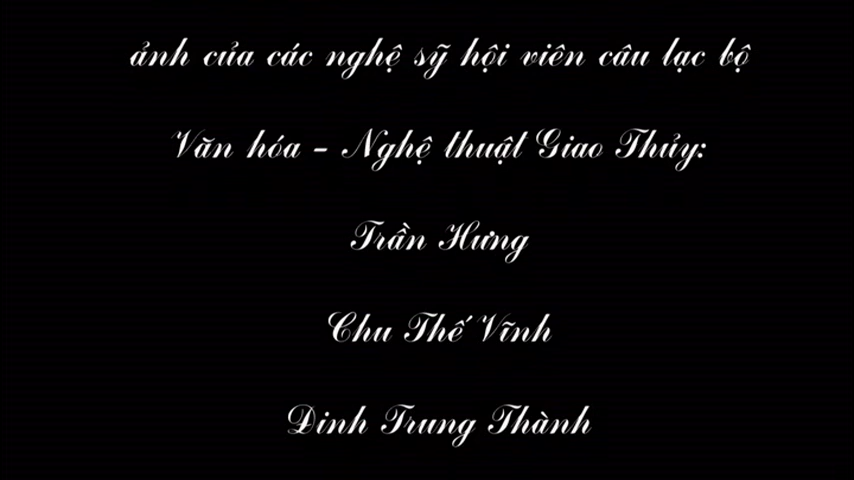 ảnh của các nghệ sỹ hội viên câu lạc bộ
Văn hóa - Nghệ thuật Giao Thủy:
Trần Hưng
Chu Thế Vĩnh
Đinh Trung Thành